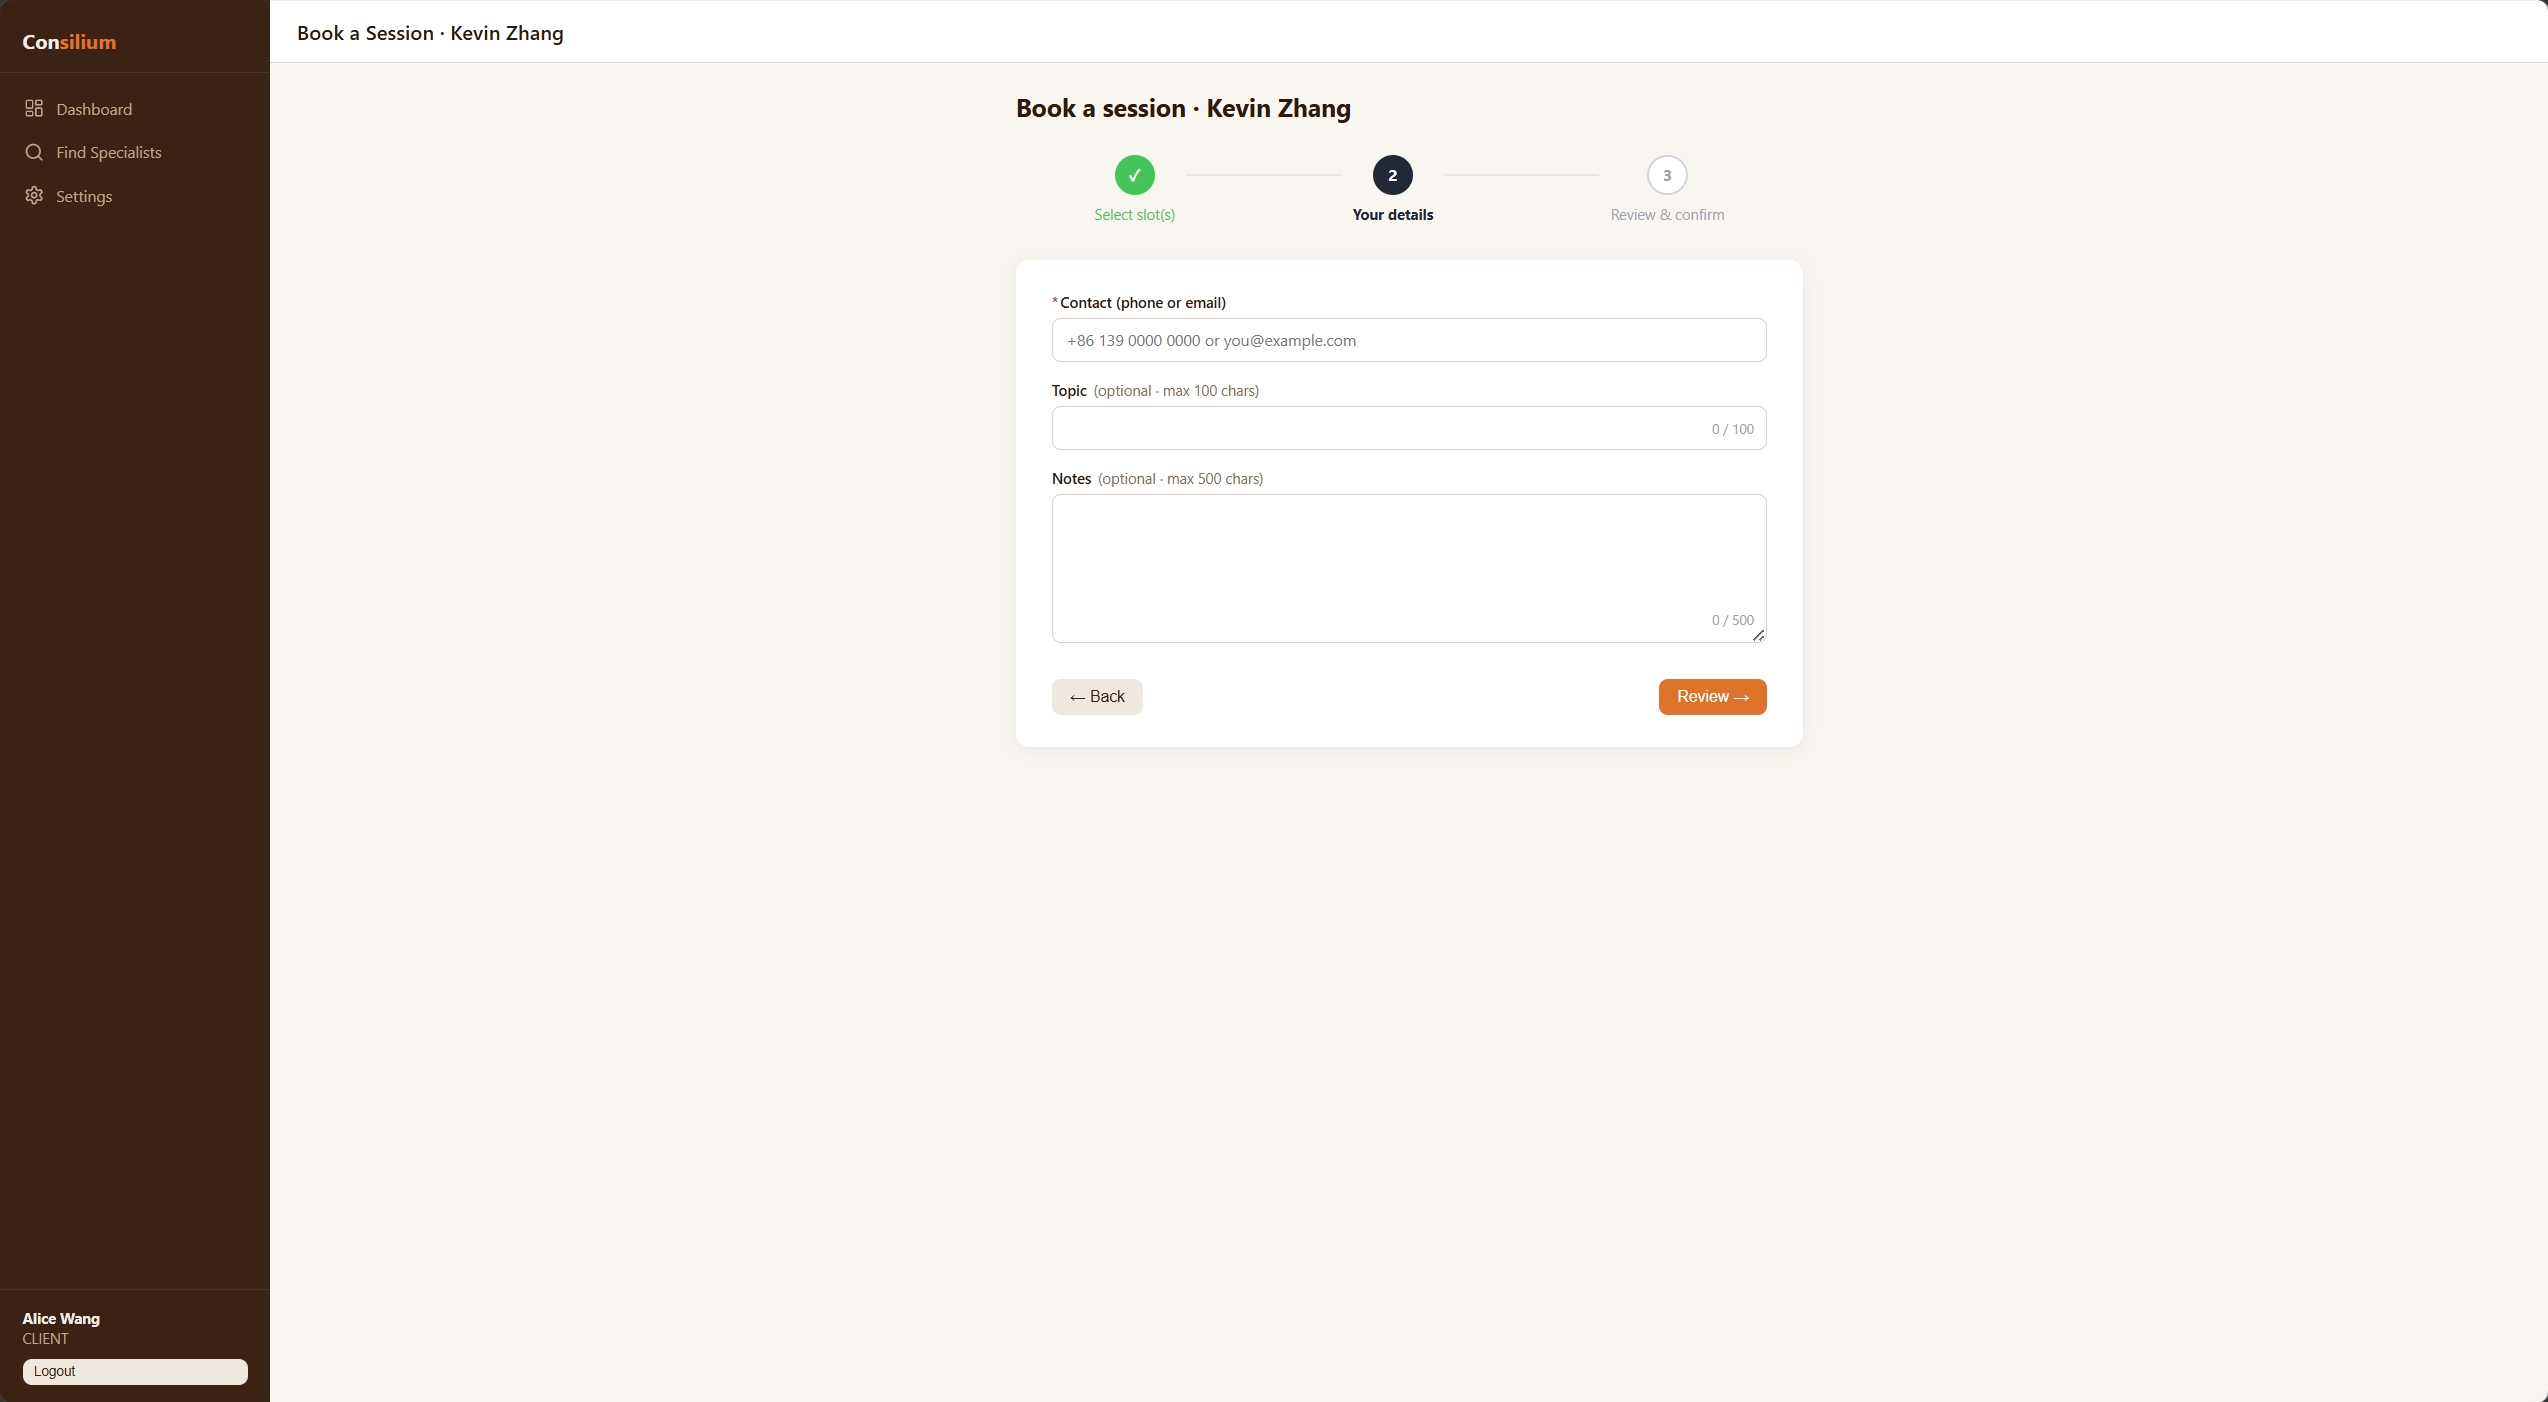 Consilium
Dashboard
Find Specialists
Settings
Alice Wang
CLIENT
Logout
Book a Session · Kevin Zhang
Book a session · Kevin Zhang
✓ 2 3
Select slot(s) Your details Review & confirm
* Contact (phone or email)
+86 139 0000 0000 or you@example.com
Topic (optional · max 100 chars)
0 / 100
Notes (optional · max 500 chars)
0 / 500
← Back Review →